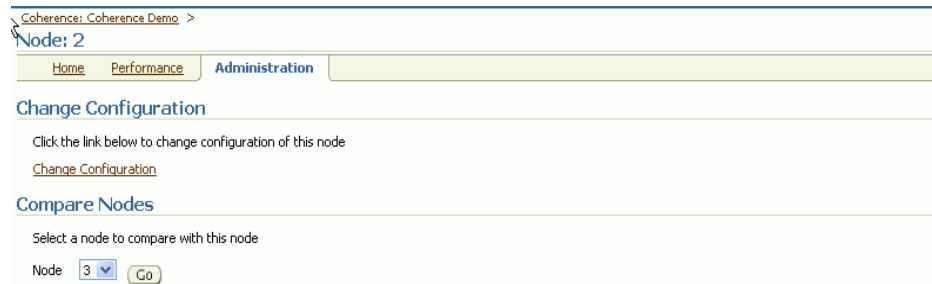 Coherence: Coherence Demo >
Node: 2
Home Performance Administration
Change Configuration
Click the link below to change configuration of this node
Change Configuration
Compare Nodes
Select a node to compare with this node
Node 3 Go